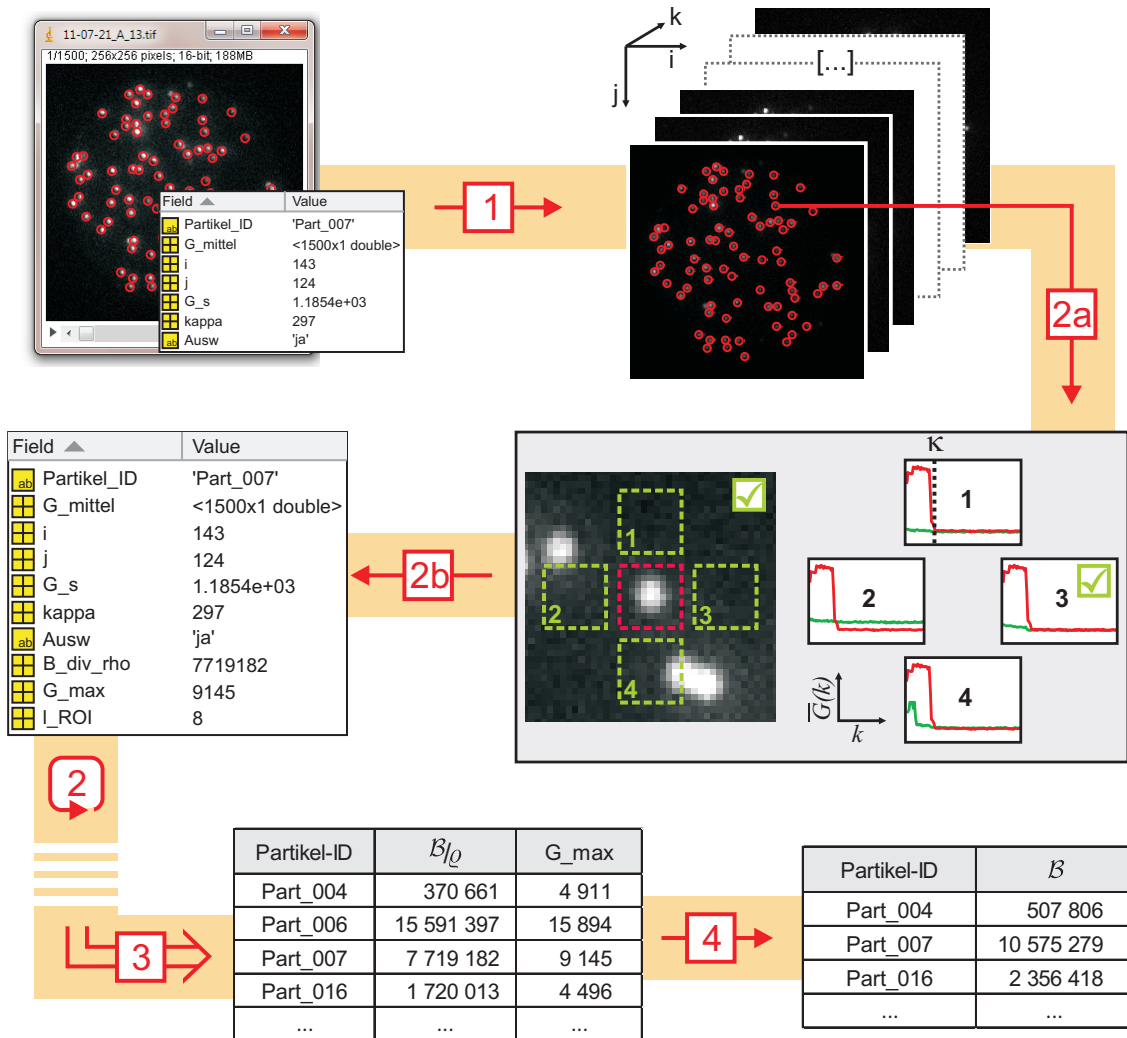 11-07-21_A_13.tif
1/1500; 256x256 pixels; 16-bit; 188MB
Field Value
ab Partikel_ID 'Part_007'
G_mittel <1500x1 double>
i 143
j 124
G_s 1.1854e+03
kappa 297
ab Ausw 'ja'
1
k
i
j
[...]
2a
Field Value
ab Partikel_ID 'Part_007'
G_mittel <1500x1 double>
i 143
j 124
G_s 1.1854e+03
kappa 297
ab Ausw 'ja'
B_div_rho 7719182
G_max 9145
l_ROI 8
2b
1
2
3
4
κ
1
2
3
4
G̅(k)
k
2
3
Partikel-ID ℬ/ϱ G_max
Part_004 370 661 4 911
Part_006 15 591 397 15 894
Part_007 7 719 182 9 145
Part_016 1 720 013 4 496
... ... ...
4
Partikel-ID ℬ
Part_004 507 806
Part_007 10 575 279
Part_016 2 356 418
... ...